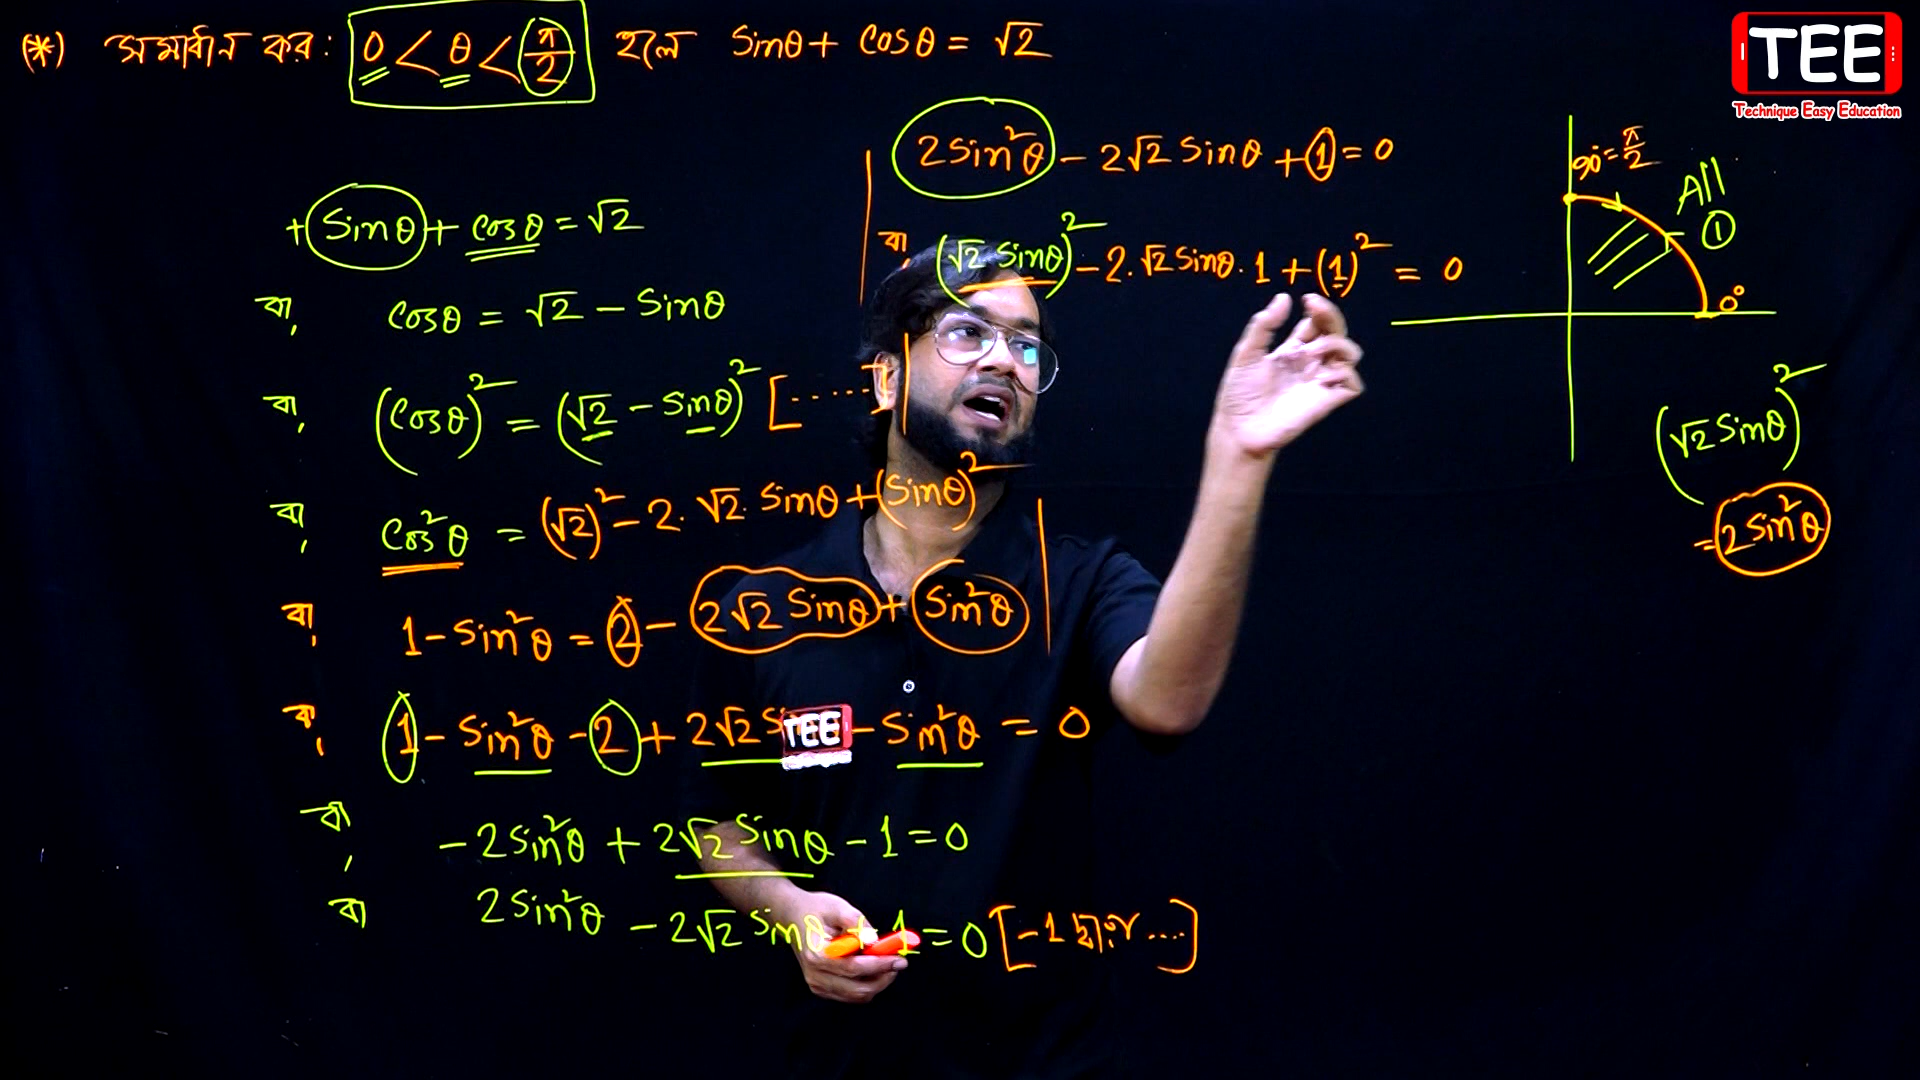 (*) সমাধান কর: 0 < θ < π/2 হলে Sinθ + Cosθ = √2
TEE
Technique Easy Education
+ Sinθ + Cosθ = √2
বা, Cosθ = √2 − Sinθ
বা, (Cosθ)² = (√2 − Sinθ)² [.....]
বা, Cos²θ = (√2)² − 2. √2. Sinθ + (Sinθ)²
বা, 1 − Sin²θ = 2 − 2√2 Sinθ + Sin²θ
বা, 1 − Sin²θ − 2 + 2√2 − Sin²θ = 0
TEE
বা, −2Sin²θ + 2√2 Sinθ − 1 = 0
বা 2Sin²θ − 2√2 Sinθ + 1 = 0 [−1 দ্বারা ....]
2Sin²θ − 2√2 Sinθ + 1 = 0
বা, (√2 Sinθ)² − 2. √2 Sinθ. 1 + (1)² = 0
90° = π/2
All
1
0°
(√2 Sinθ)²
= 2Sin²θ